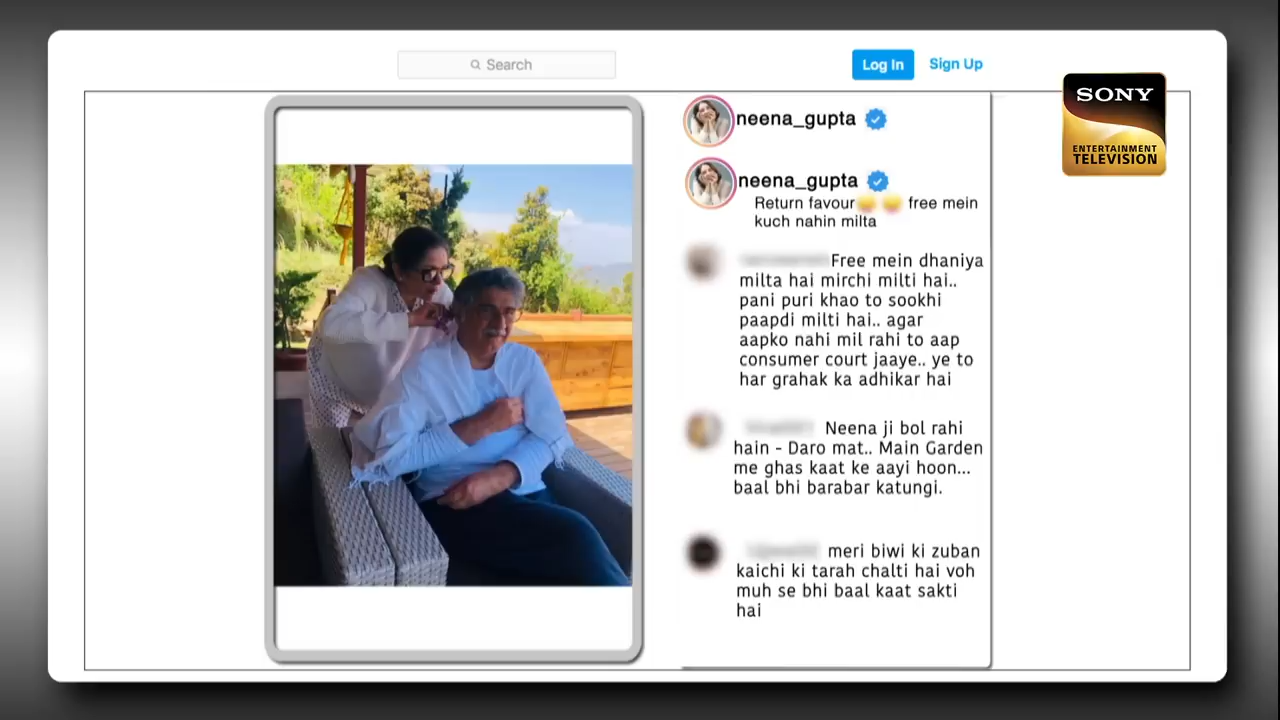 Search
Log In
Sign Up
SONY
ENTERTAINMENT
TELEVISION
neena_gupta
neena_gupta
Return favour😄 😄 free mein
kuch nahin milta
Free mein dhaniya
milta hai mirchi milti hai..
pani puri khao to sookhi
paapdi milti hai.. agar
aapko nahi mil rahi to aap
consumer court jaaye.. ye to
har grahak ka adhikar hai
Neena ji bol rahi
hain - Daro mat.. Main Garden
me ghas kaat ke aayi hoon...
baal bhi barabar katungi.
meri biwi ki zuban
kaichi ki tarah chalti hai voh
muh se bhi baal kaat sakti
hai